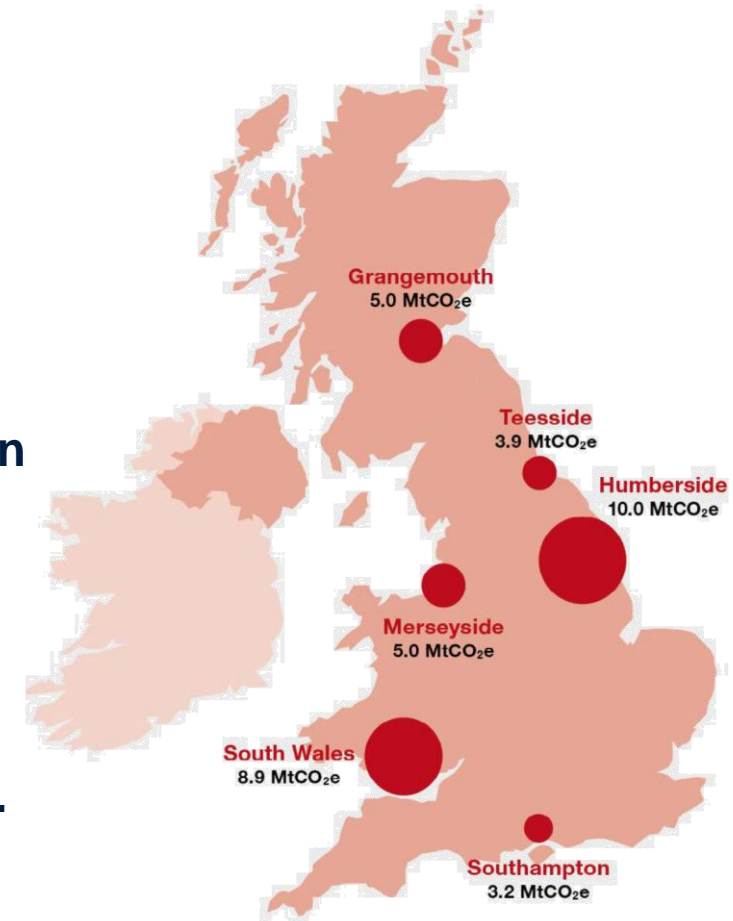 Grangemouth
5.0 MtCO₂e
Teesside
3.9 MtCO₂e
n
Humberside
10.0 MtCO₂e
Merseyside
5.0 MtCO₂e
South Wales
8.9 MtCO₂e
.
Southampton
3.2 MtCO₂e